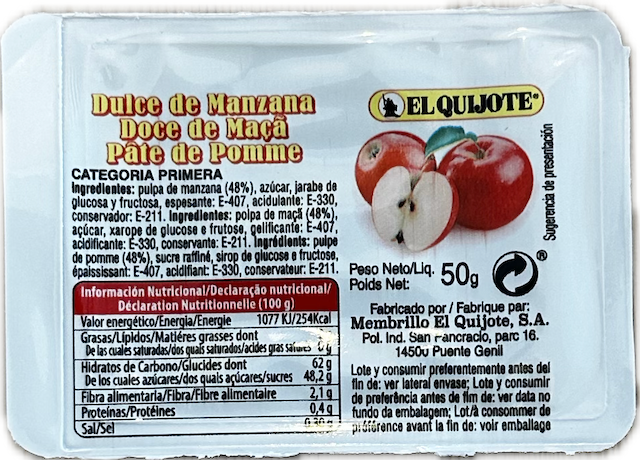 Dulce de Manzana
Doce de Maçã
Pâte de Pomme
CATEGORIA PRIMERA
Ingredientes: pulpa de manzana (48%), azúcar, jarabe de
glucosa y fructosa, espesante: E-407, acidulante: E-330,
conservador: E-211. Ingredientes: polpa de maçã (48%),
açúcar, xarope de glucose e frutose, gelificante: E-407,
acidificante: E-330, conservante: E-211. Ingrédients: pulpe
de pomme (48%), sucre raffiné, sirop de glucose e fructose,
épaississant: E-407, acidifiant: E-330, conservateur: E-211.
Información Nutricional/Declaração nutricional/
Déclaration Nutritionnelle (100 g)
Valor energético/Energia/Energie 1077 KJ/254Kcal
Grasas/Lípidos/Matiéres grasses dont
De las cuales saturadas/dos quais saturados/acides gras saturés 0 g
Hidratos de Carbono/Glucides dont 62 g
De los cuales azúcares/dos quais açúcares/sucres 48,2 g
Fibra alimentaria/Fibra/Fibre alimentaire 2,1 g
Proteínas/Protéines 0,4 g
Sal/Sel 0,30 g
EL QUIJOTE®
Sugerencia de presentación
Peso Neto/Liq.
Poids Net: 50g
®
Fabricado por / Fabrique par:
Membrillo El Quijote, S.A.
Pol. Ind. San Pancracio, parc 16.
14500 Puente Genil
Lote y consumir preferentemente antes del
fin de: ver lateral envase; Lote y consumir
de preferência antes de fim de: ver data no
fundo da embalagem; Lot/à consommer de
préférence avant la fin de: voir emballage